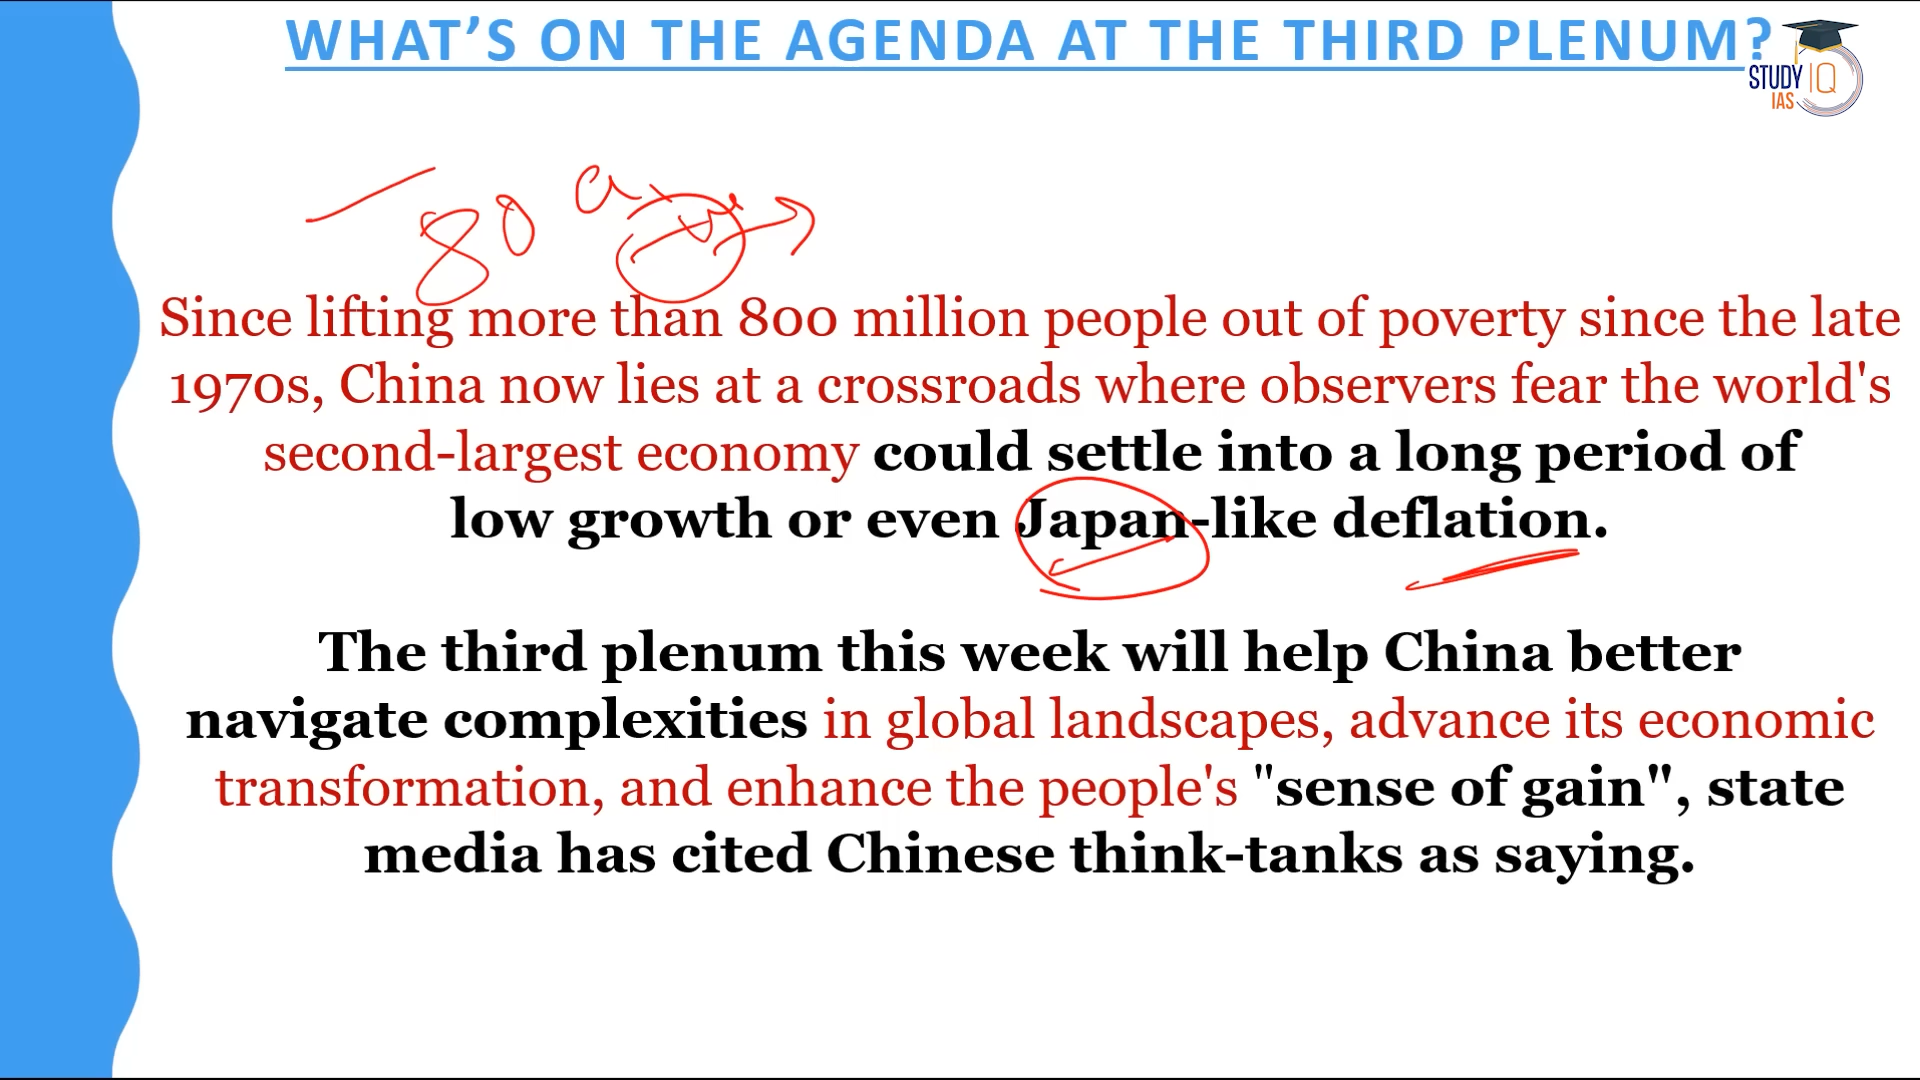 WHAT’S ON THE AGENDA AT THE THIRD PLENUM?
STUDY IQ
IAS
80
Since lifting more than 800 million people out of poverty since the late
1970s, China now lies at a crossroads where observers fear the world's
second-largest economy could settle into a long period of
low growth or even Japan-like deflation.
The third plenum this week will help China better
navigate complexities in global landscapes, advance its economic
transformation, and enhance the people's "sense of gain", state
media has cited Chinese think-tanks as saying.